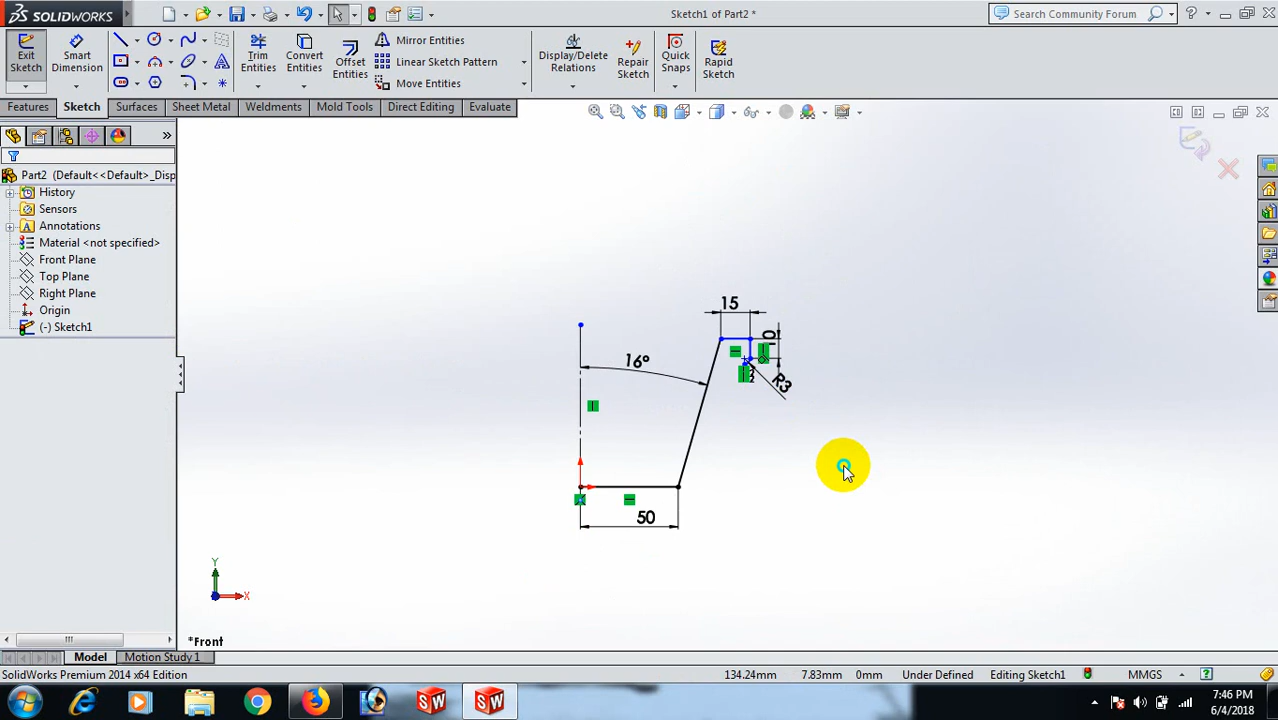 SOLIDWORKS
Sketch1 of Part2 *
Search Community Forum
Exit Sketch
Smart Dimension
Trim Entities
Convert Entities
Offset Entities
Mirror Entities
Linear Sketch Pattern
Move Entities
Display/Delete Relations
Repair Sketch
Quick Snaps
Rapid Sketch
Features
Sketch
Surfaces
Sheet Metal
Weldments
Mold Tools
Direct Editing
Evaluate
Part2 (Default<<Default>_Disp
History
Sensors
Annotations
Material <not specified>
Front Plane
Top Plane
Right Plane
Origin
(-) Sketch1
15
10
16°
R3
50
Y
X
*Front
Model
Motion Study 1
SolidWorks Premium 2014 x64 Edition
134.24mm
7.83mm
0mm
Under Defined
Editing Sketch1
MMGS
7:46 PM
6/4/2018